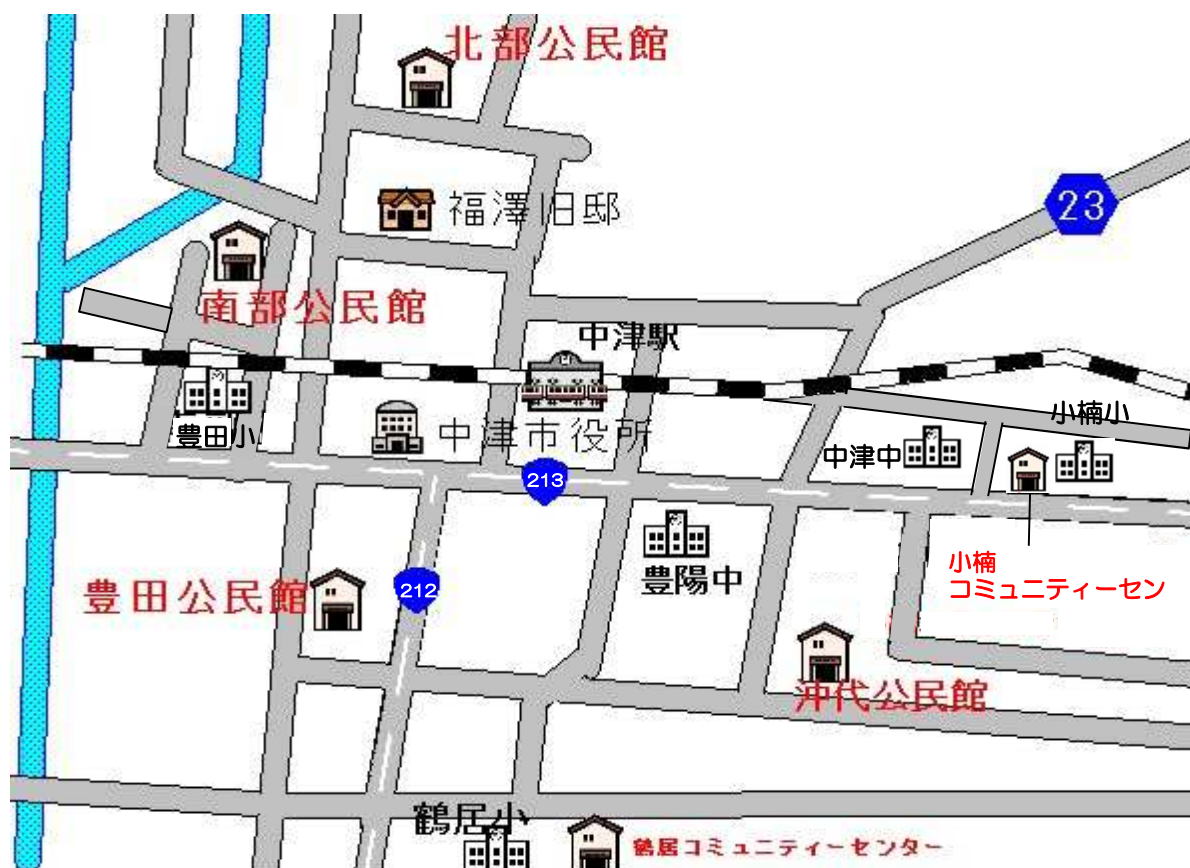 北部公民館
福澤旧邸
23
南部公民館
中津駅
豊田小
中津市役所
小楠小
中津中
213
豊陽中
小楠
コミュニティーセン
豊田公民館
212
沖代公民館
鶴居小
鶴居コミュニティーセンター